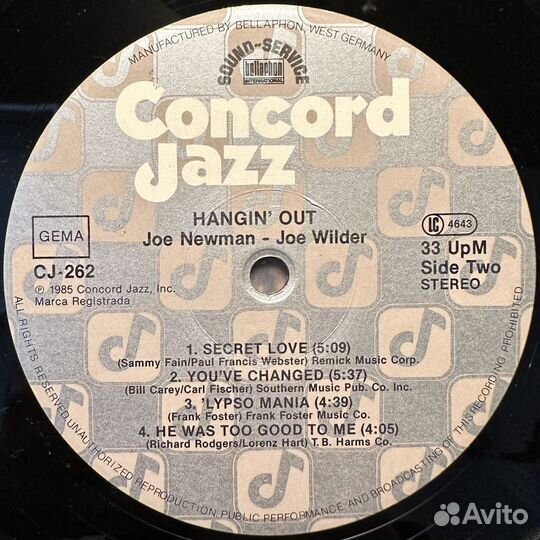 MANUFACTURED BY BELLAPHON, WEST GERMANY
SOUND-SERVICE
bellaphon
INTERNATIONAL
Concord
Jazz
HANGIN' OUT
Joe Newman - Joe Wilder
GEMA
LC 4643
CJ-262
33 UpM
Ⓟ 1985 Concord Jazz, Inc.
Side Two
Marca Registrada
STEREO
1. SECRET LOVE (5:09)
(Sammy Fain/Paul Francis Webster) Remick Music Corp.
2. YOU'VE CHANGED (5:37)
(Bill Carey/Carl Fischer) Southern Music Pub. Co. Inc.
3. 'LYPSO MANIA (4:39)
(Frank Foster) Frank Foster Music Co.
4. HE WAS TOO GOOD TO ME (4:05)
(Richard Rodgers/Lorenz Hart) T.B. Harms Co.
ALL RIGHTS RESERVED. UNAUTHORIZED REPRODUCTION, PUBLIC PERFORMANCE AND BROADCASTING OF THIS RECORDING PROHIBITED.
Avito